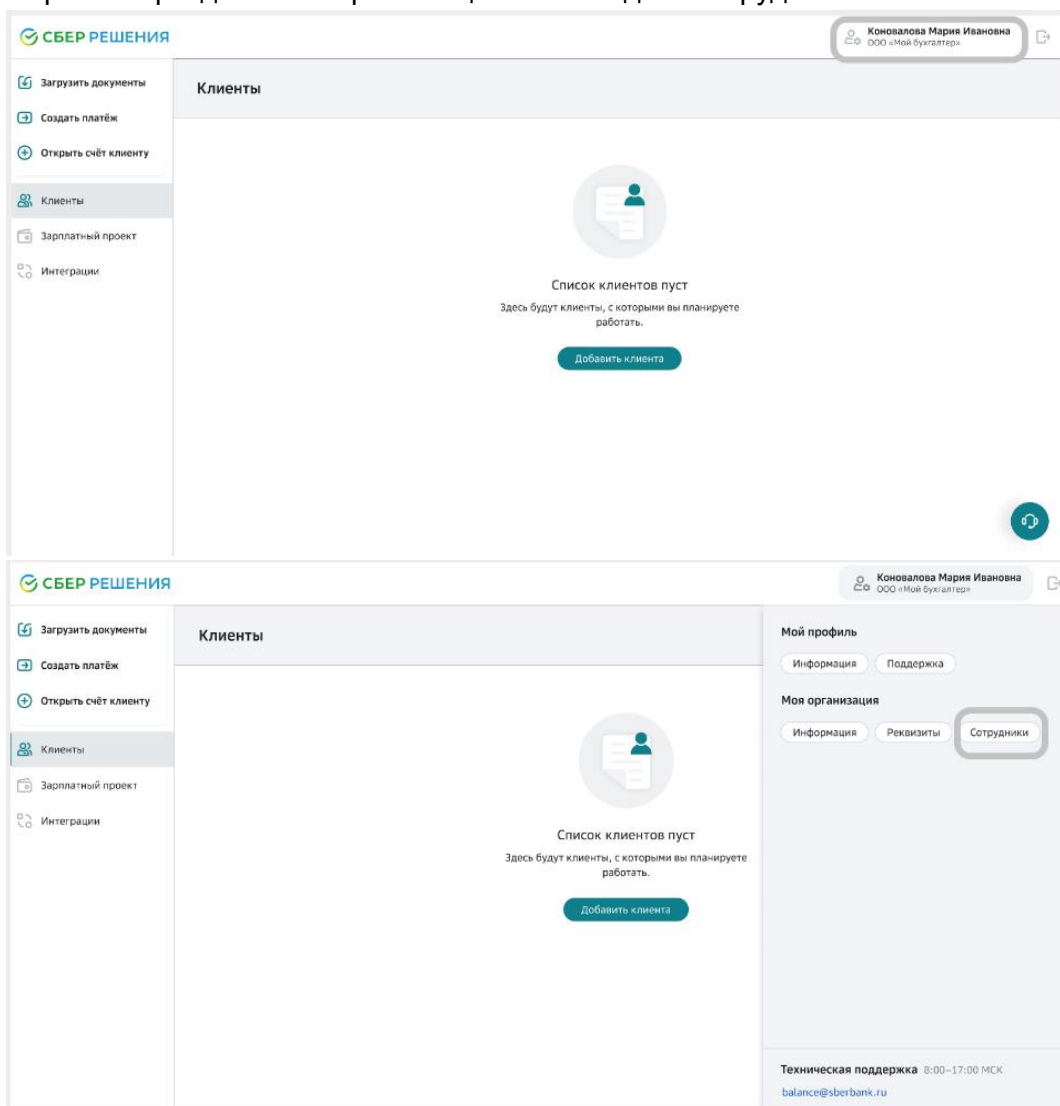 СБЕР РЕШЕНИЯ
Коновалова Мария Ивановна
ООО «Мой бухгалтер»
Загрузить документы
Создать платёж
Открыть счёт клиенту
Клиенты
Зарплатный проект
Интеграции
Клиенты
Список клиентов пуст
Здесь будут клиенты, с которыми вы планируете
работать.
Добавить клиента
СБЕР РЕШЕНИЯ
Коновалова Мария Ивановна
ООО «Мой бухгалтер»
Загрузить документы
Создать платёж
Открыть счёт клиенту
Клиенты
Зарплатный проект
Интеграции
Клиенты
Список клиентов пуст
Здесь будут клиенты, с которыми вы планируете
работать.
Добавить клиента
Мой профиль
Информация Поддержка
Моя организация
Информация Реквизиты Сотрудники
Техническая поддержка 8:00–17:00 МСК
balance@sberbank.ru